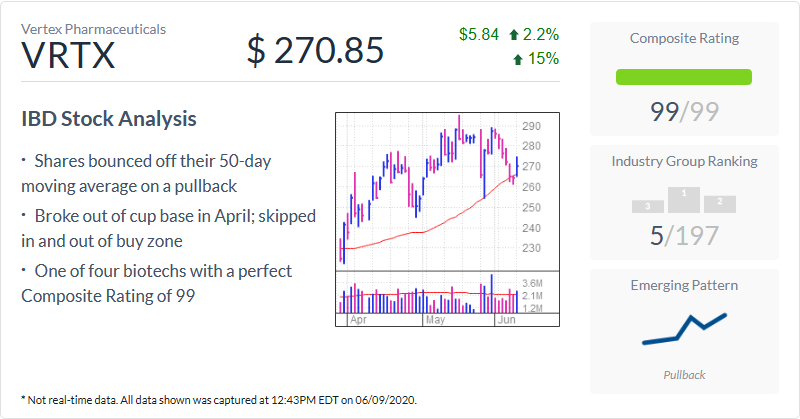 Vertex Pharmaceuticals
VRTX
$ 270.85
$5.84 2.2%
15%
IBD Stock Analysis
• Shares bounced off their 50-day
moving average on a pullback
• Broke out of cup base in April; skipped
in and out of buy zone
• One of four biotechs with a perfect
Composite Rating of 99
290
280
270
260
250
240
230
3.6M
2.1M
1.2M
Apr May Jun
Composite Rating
99/99
Industry Group Ranking
3 1 2
5/197
Emerging Pattern
Pullback
* Not real-time data. All data shown was captured at 12:43PM EDT on 06/09/2020.